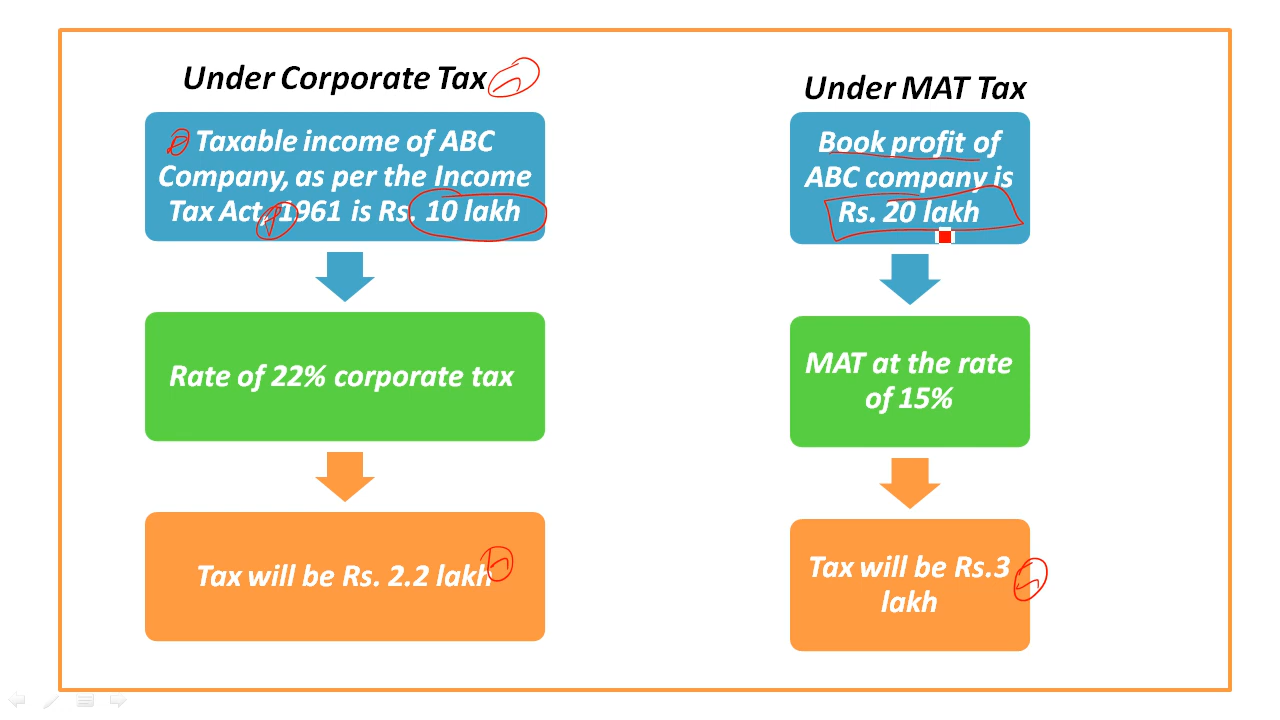 Under Corporate Tax
Taxable income of ABC
Company, as per the Income
Tax Act, 1961 is Rs. 10 lakh
Rate of 22% corporate tax
Tax will be Rs. 2.2 lakh
Under MAT Tax
Book profit of
ABC company is
Rs. 20 lakh
MAT at the rate
of 15%
Tax will be Rs.3
lakh